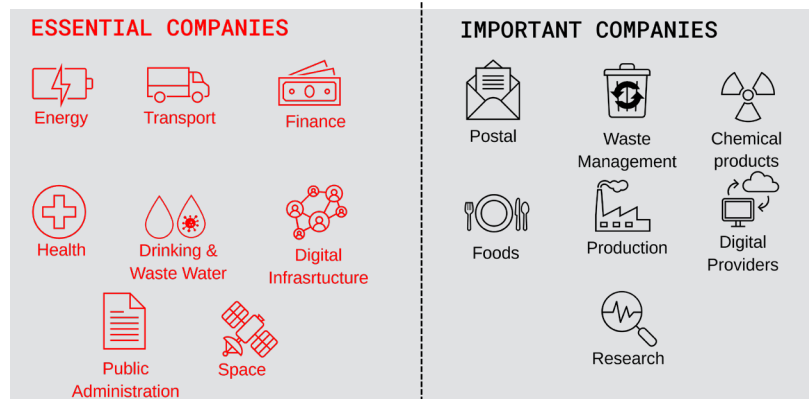 ESSENTIAL COMPANIES
Energy
Transport
Finance
Health
Drinking &
Waste Water
Digital
Infrasrtucture
Public
Administration
Space
IMPORTANT COMPANIES
Postal
Waste
Management
Chemical
products
Foods
Production
Digital
Providers
Research